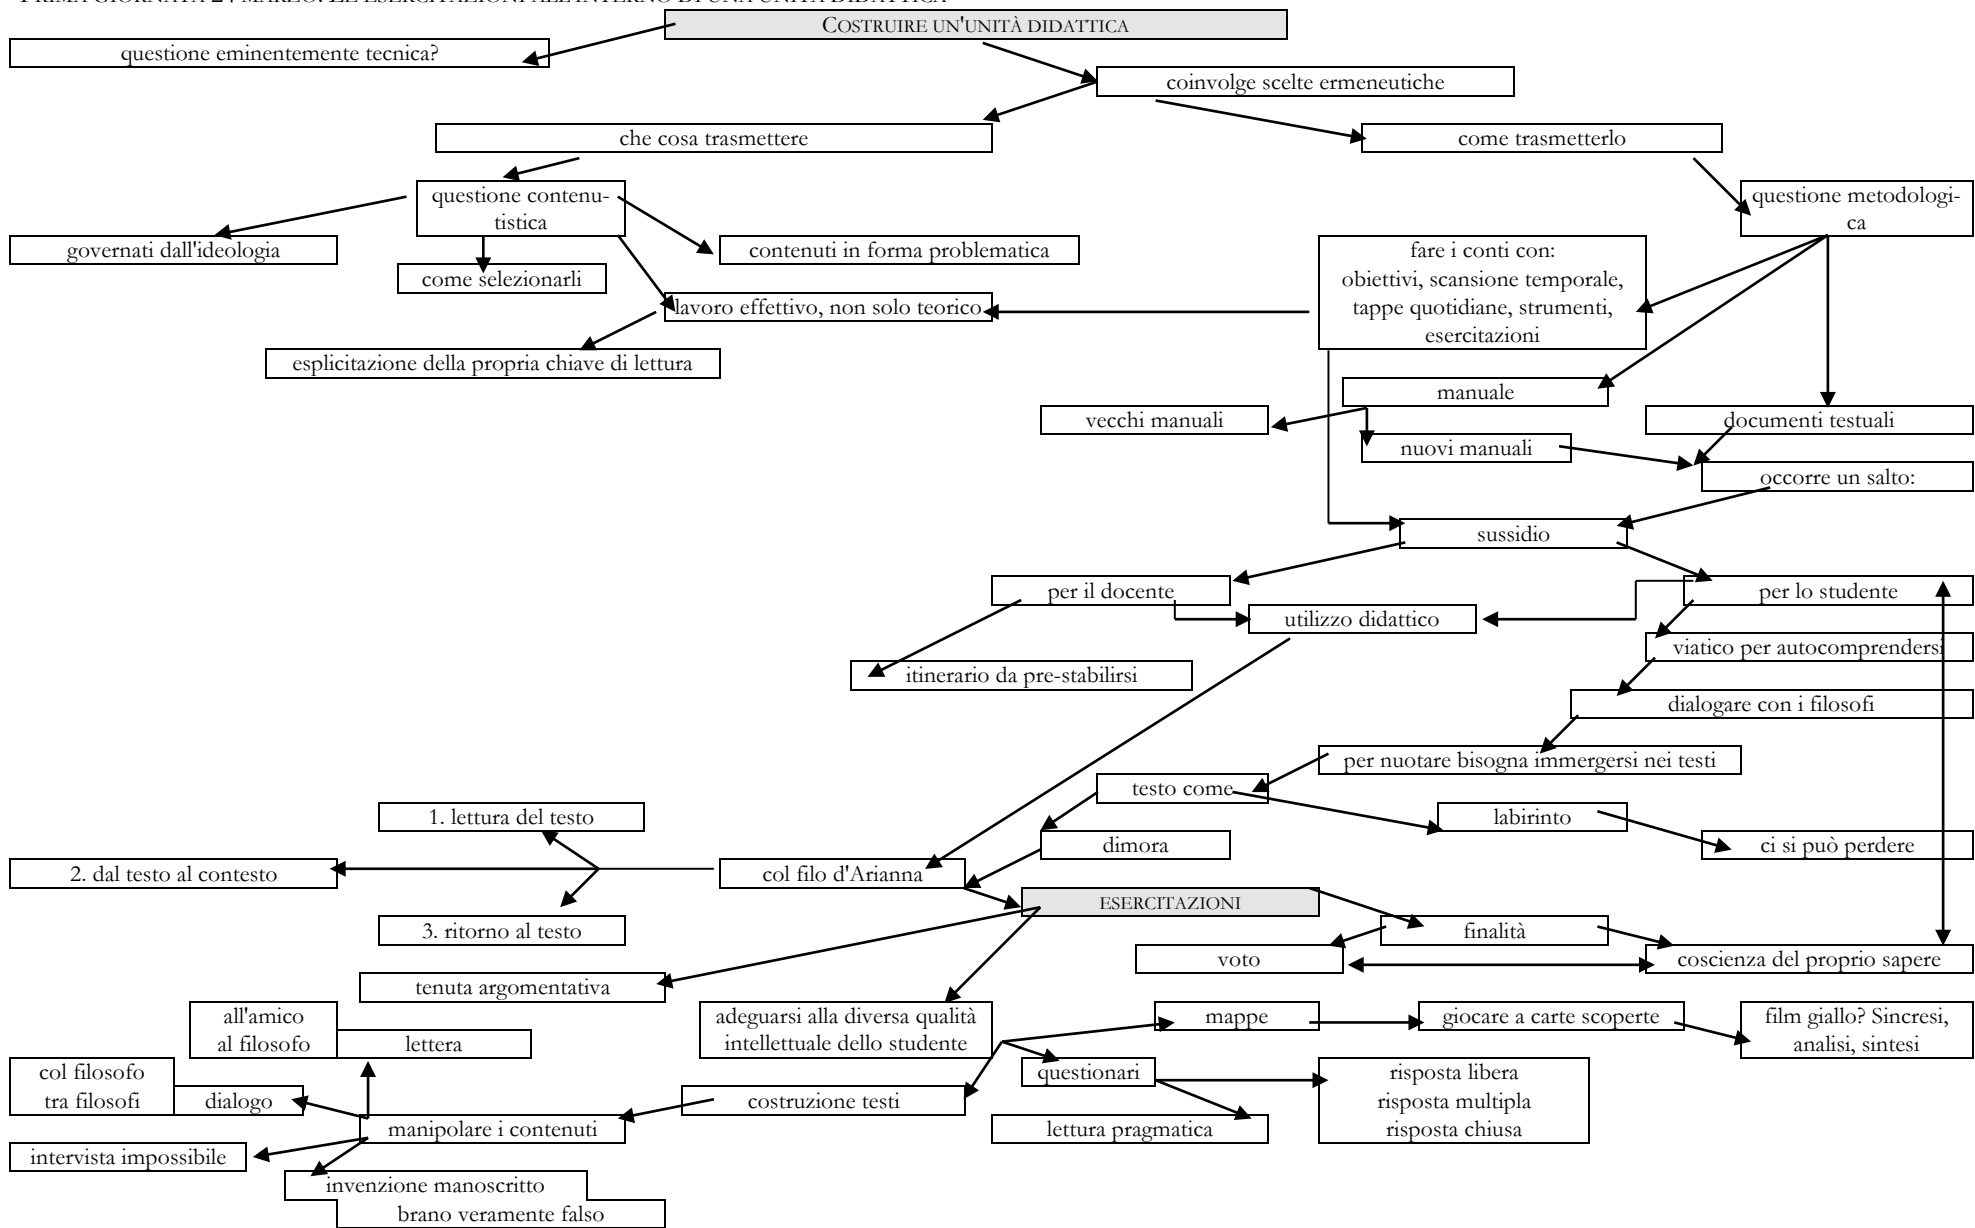 PRIMA GIORNATA 24 MARZO: LE ESERCITAZIONI ALL'INTERNO DI UNA UNITÀ DIDATTICA
COSTRUIRE UN'UNITÀ DIDATTICA
questione eminentemente tecnica?
coinvolge scelte ermeneutiche
che cosa trasmettere
come trasmetterlo
questione contenu-
tistica
questione metodologi-
ca
governati dall'ideologia
contenuti in forma problematica
come selezionarli
fare i conti con:
obiettivi, scansione temporale,
tappe quotidiane, strumenti,
esercitazioni
lavoro effettivo, non solo teorico
esplicitazione della propria chiave di lettura
manuale
vecchi manuali
documenti testuali
nuovi manuali
occorre un salto:
sussidio
per il docente
per lo studente
utilizzo didattico
viatico per autocomprendersi
itinerario da pre-stabilirsi
dialogare con i filosofi
per nuotare bisogna immergersi nei testi
testo come
1. lettura del testo
labirinto
dimora
ci si può perdere
2. dal testo al contesto
col filo d'Arianna
ESERCITAZIONI
3. ritorno al testo
finalità
voto
coscienza del proprio sapere
tenuta argomentativa
all'amico
al filosofo
lettera
adeguarsi alla diversa qualità
intellettuale dello studente
mappe
giocare a carte scoperte
film giallo? Sincresi,
analisi, sintesi
col filosofo
tra filosofi
dialogo
questionari
risposta libera
risposta multipla
risposta chiusa
costruzione testi
manipolare i contenuti
lettura pragmatica
intervista impossibile
invenzione manoscritto
brano veramente falso